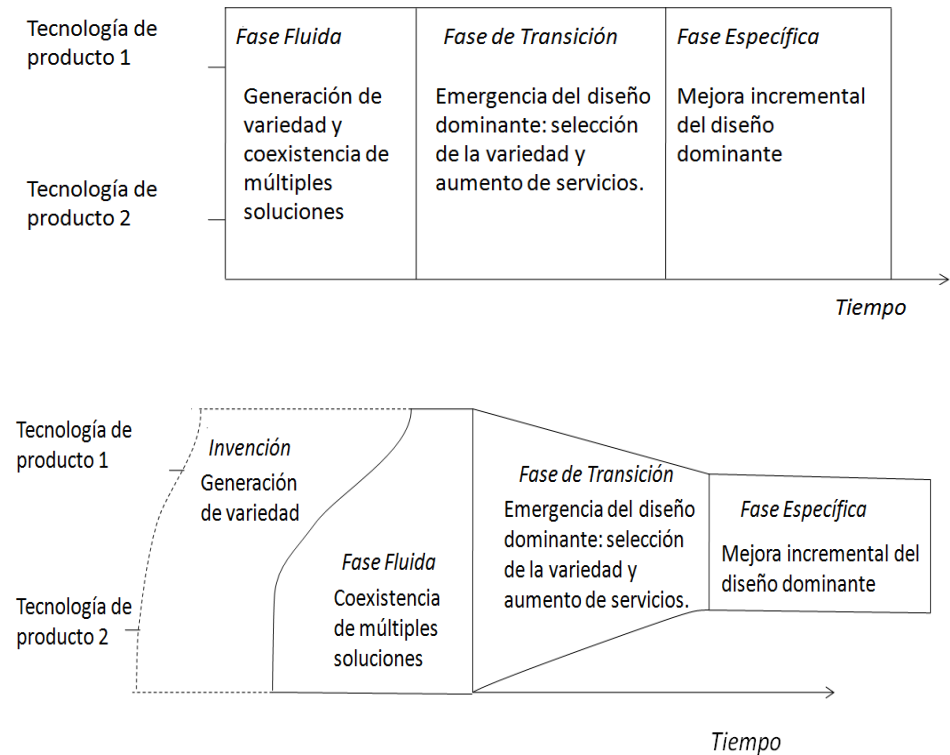 Tecnología de
producto 1
Tecnología de
producto 2
Fase Fluida
Generación de
variedad y
coexistencia de
múltiples
soluciones
Fase de Transición
Emergencia del diseño
dominante: selección
de la variedad y
aumento de servicios.
Fase Específica
Mejora incremental
del diseño
dominante
Tiempo
Tecnología de
producto 1
Tecnología de
producto 2
Invención
Generación
de variedad
Fase Fluida
Coexistencia
de múltiples
soluciones
Fase de Transición
Emergencia del diseño
dominante: selección
de la variedad y
aumento de servicios.
Fase Específica
Mejora incremental del
diseño dominante
Tiempo